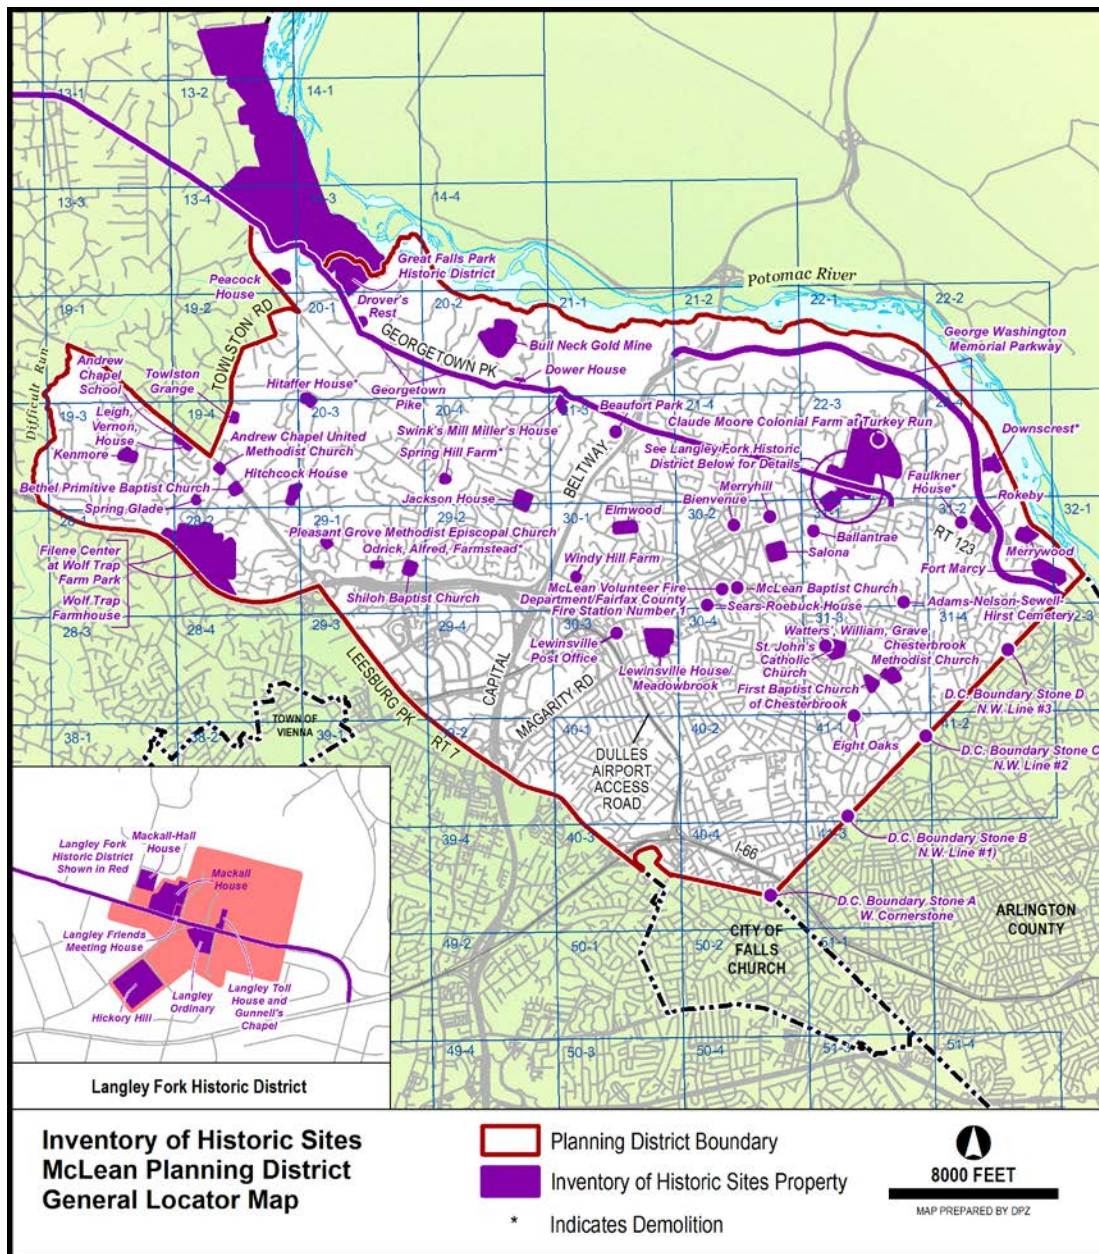 13-1
13-2
14-1
13-3
13-4
14-3
14-4
Great Falls Park
Historic District
Potomac River
Peacock
House
19-1
19-2
20-1
20-2
21-1
21-2
22-1
22-2
Drover's
Rest
TOWLSTON RD
GEORGETOWN PK
Bull Neck Gold Mine
George Washington
Memorial Parkway
Difficult Run
Andrew
Chapel
School
Towlston
Grange
Hitaffer House*
Georgetown
Pike
Dower House
19-3
19-4
20-3
20-4
21-3
21-4
22-3
Beaufort Park
Claude Moore Colonial Farm at Turkey Run
Downscrest*
Leigh,
Vernon,
House
Swink's Mill Miller's House
Kenmore
Andrew Chapel United
Methodist Church
Spring Hill Farm*
BELTWAY
See Langley Fork Historic
District Below for Details
Bethel Primitive Baptist Church
Hitchcock House
Merryhill
Faulkner
House*
Spring Glade
Jackson House
Bienvenue
Rokeby
28-1
28-2
29-1
29-2
30-1
30-2
31-1
31-2
32-1
Elmwood
Pleasant Grove Methodist Episcopal Church
Ballantrae
RT 123
Odrick, Alfred, Farmstead*
Salona
Merrywood
Filene Center
at Wolf Trap
Farm Park
Wolf Trap
Farmhouse
Windy Hill Farm
Fort Marcy
Shiloh Baptist Church
McLean Volunteer Fire
Department/Fairfax County
Fire Station Number 1
McLean Baptist Church
Sears-Roebuck House
Adams-Nelson-Sewell-
Hirst Cemetery
28-3
28-4
29-3
29-4
30-3
30-4
31-4
Lewinsville
Post Office
Watters', William, Grave
St. John's
Catholic
Church
Chesterbrook
Methodist Church
LEESBURG PK
CAPITAL
Lewinsville House/
Meadowbrook
MAGARITY RD
First Baptist Church
of Chesterbrook
D.C. Boundary Stone D
N.W. Line #3
TOWN OF
VIENNA
38-1
38-2
39-1
40-1
40-2
41-1
41-2
RT 7
DULLES
AIRPORT
ACCESS
ROAD
Eight Oaks
D.C. Boundary Stone C
N.W. Line #2
39-4
40-3
40-4
41-3
I-66
D.C. Boundary Stone B
N.W. Line #1)
D.C. Boundary Stone A
W. Cornerstone
ARLINGTON
COUNTY
CITY OF
FALLS
CHURCH
49-2
50-1
50-2
51-1
49-4
50-3
50-4
51-3
51-4
Mackall-Hall
House
Langley Fork
Historic District
Shown in Red
Mackall
House
Langley Friends
Meeting House
Langley
Ordinary
Langley Toll
House and
Gunnell's
Chapel
Hickory Hill
Langley Fork Historic District
Inventory of Historic Sites
McLean Planning District
General Locator Map
Planning District Boundary
Inventory of Historic Sites Property
* Indicates Demolition
8000 FEET
MAP PREPARED BY DPZ